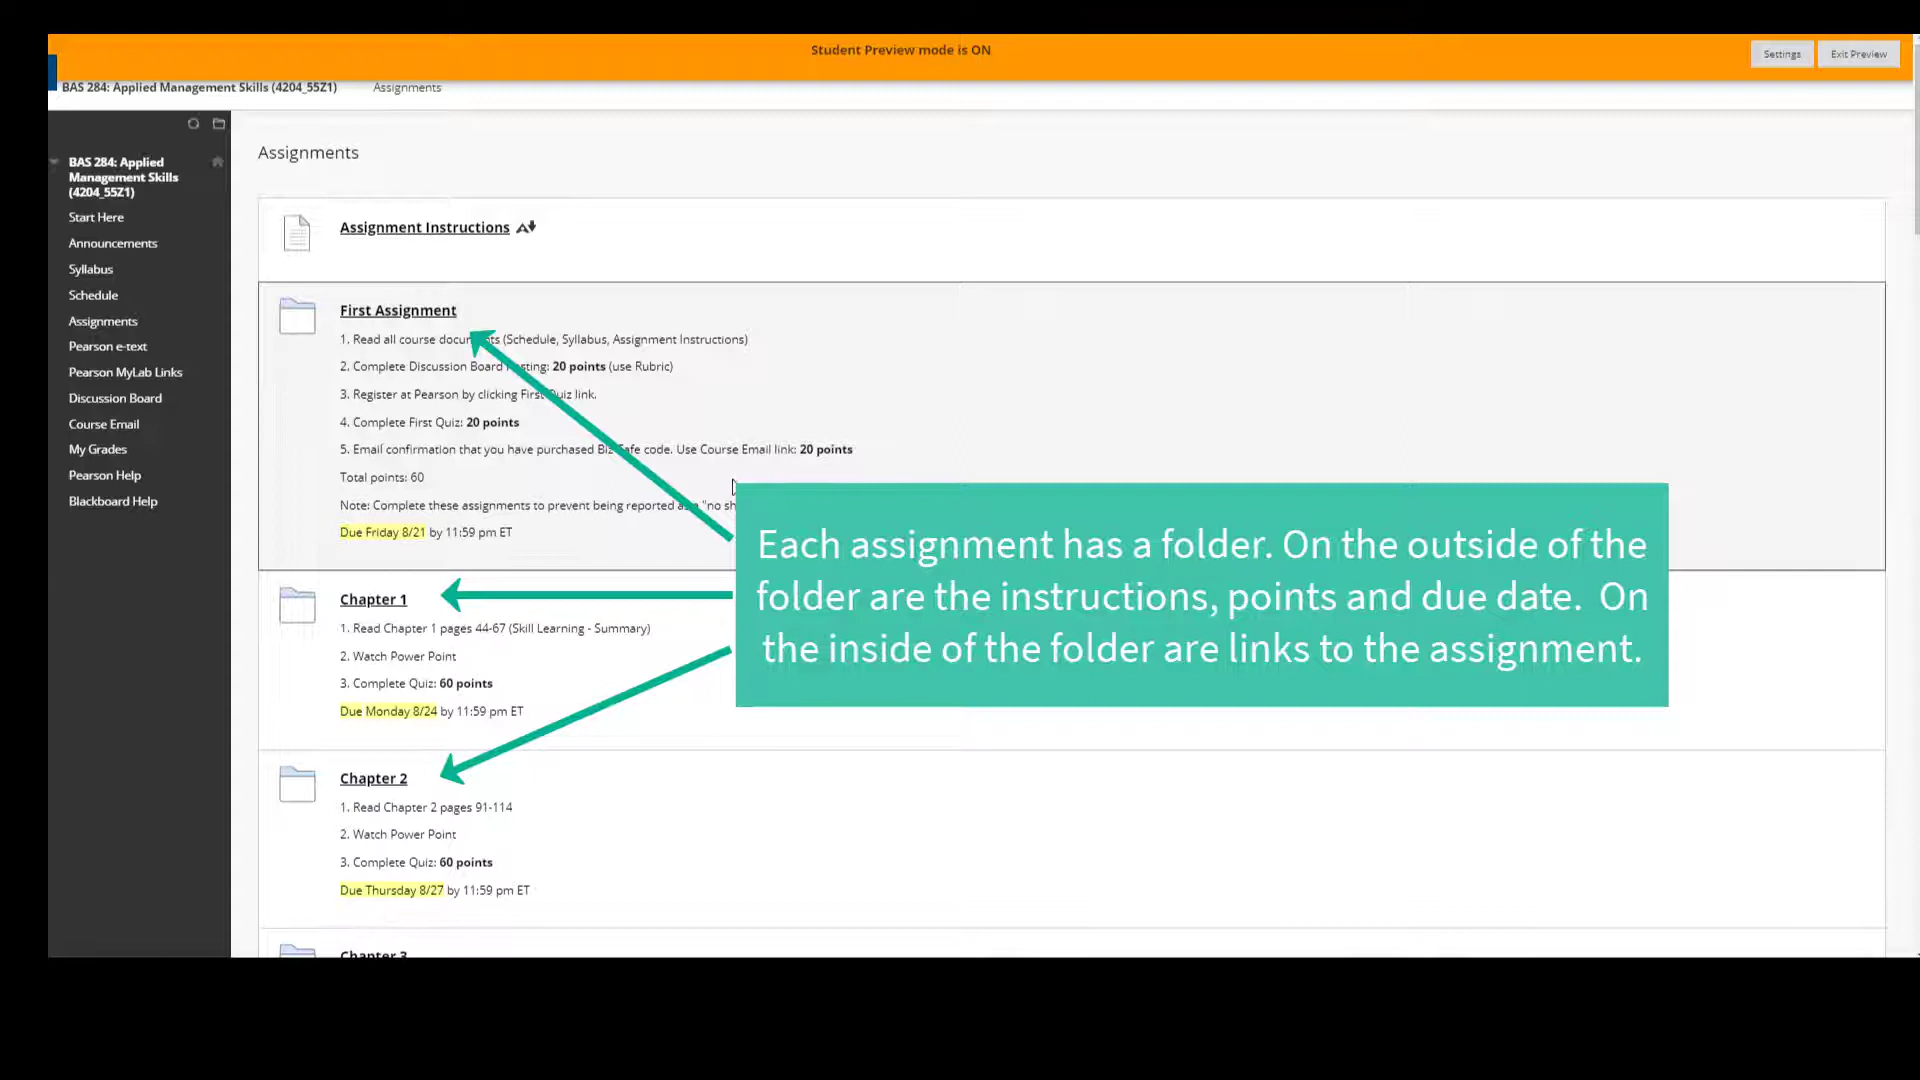 Student Preview mode is ON
Settings
Exit Preview
BAS 284: Applied Management Skills (4204_55Z1)
Assignments
BAS 284: Applied
Management Skills
(4204_55Z1)
Start Here
Announcements
Syllabus
Schedule
Assignments
Pearson e-text
Pearson MyLab Links
Discussion Board
Course Email
My Grades
Pearson Help
Blackboard Help
Assignments
Assignment Instructions
First Assignment
1. Read all course documents (Schedule, Syllabus, Assignment Instructions)
2. Complete Discussion Board Posting: 20 points (use Rubric)
3. Register at Pearson by clicking First Quiz link.
4. Complete First Quiz: 20 points
5. Email confirmation that you have purchased Biz Cafe code. Use Course Email link: 20 points
Total points: 60
Note: Complete these assignments to prevent being reported as a "no sh
Due Friday 8/21 by 11:59 pm ET
Each assignment has a folder. On the outside of the
folder are the instructions, points and due date. On
the inside of the folder are links to the assignment.
Chapter 1
1. Read Chapter 1 pages 44-67 (Skill Learning - Summary)
2. Watch Power Point
3. Complete Quiz: 60 points
Due Monday 8/24 by 11:59 pm ET
Chapter 2
1. Read Chapter 2 pages 91-114
2. Watch Power Point
3. Complete Quiz: 60 points
Due Thursday 8/27 by 11:59 pm ET
Chapter 3